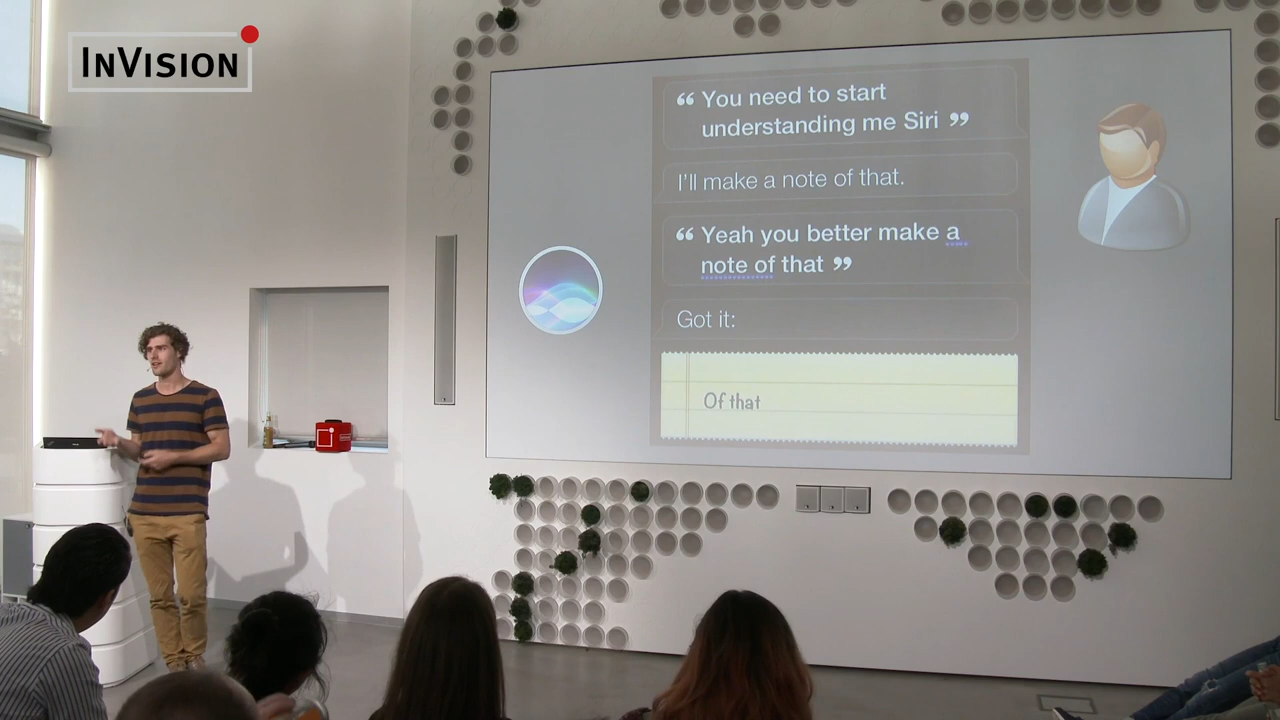 INVISION
“ You need to start
understanding me Siri ”
I'll make a note of that.
“ Yeah you better make a
note of that ”
Got it:
Of that